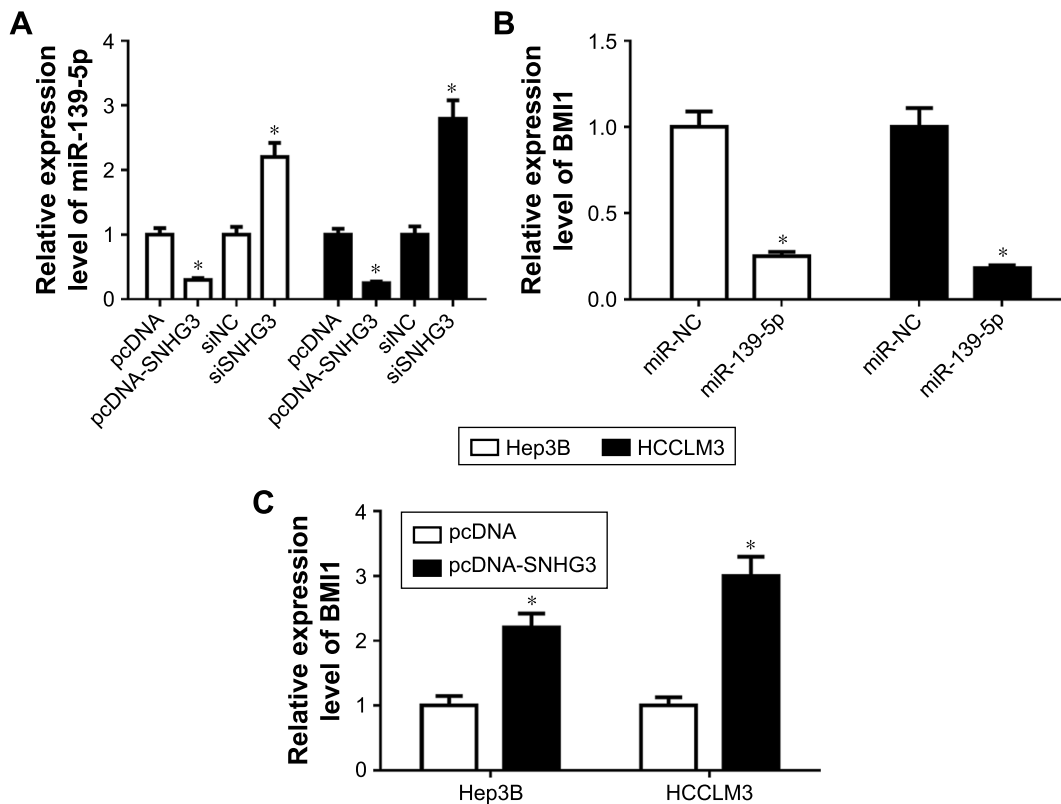 A
Relative expression
level of miR-139-5p
4
3
2
1
0
*
*
*
*
pcDNA
pcDNA-SNHG3
siNC
siSNHG3
pcDNA
pcDNA-SNHG3
siNC
siSNHG3
B
Relative expression
level of BMI1
1.5
1.0
0.5
0.0
*
*
miR-NC
miR-139-5p
miR-NC
miR-139-5p
Hep3B HCCLM3
C
Relative expression
level of BMI1
4
3
2
1
0
pcDNA
pcDNA-SNHG3
*
*
Hep3B HCCLM3